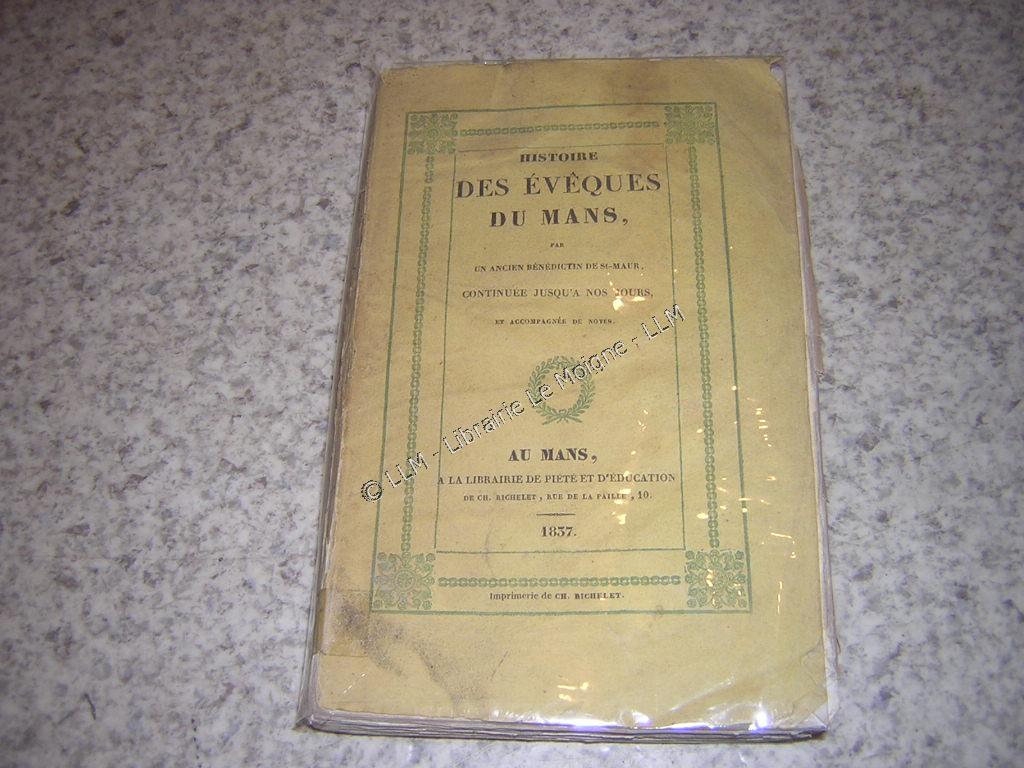 HISTOIRE
DES ÉVÊQUES
DU MANS,
PAR
UN ANCIEN BÉNÉDICTIN DE St-MAUR,
CONTINUÉE JUSQU'A NOS JOURS,
ET ACCOMPAGNÉE DE NOTES.
© LLM - Librairie Le Moigne - LLM
AU MANS,
A LA LIBRAIRIE DE PIÉTÉ ET D'ÉDUCATION
DE CH. RICHELET, RUE DE LA PAILLE, 10.
1837.
Imprimerie de CH. RICHELET.